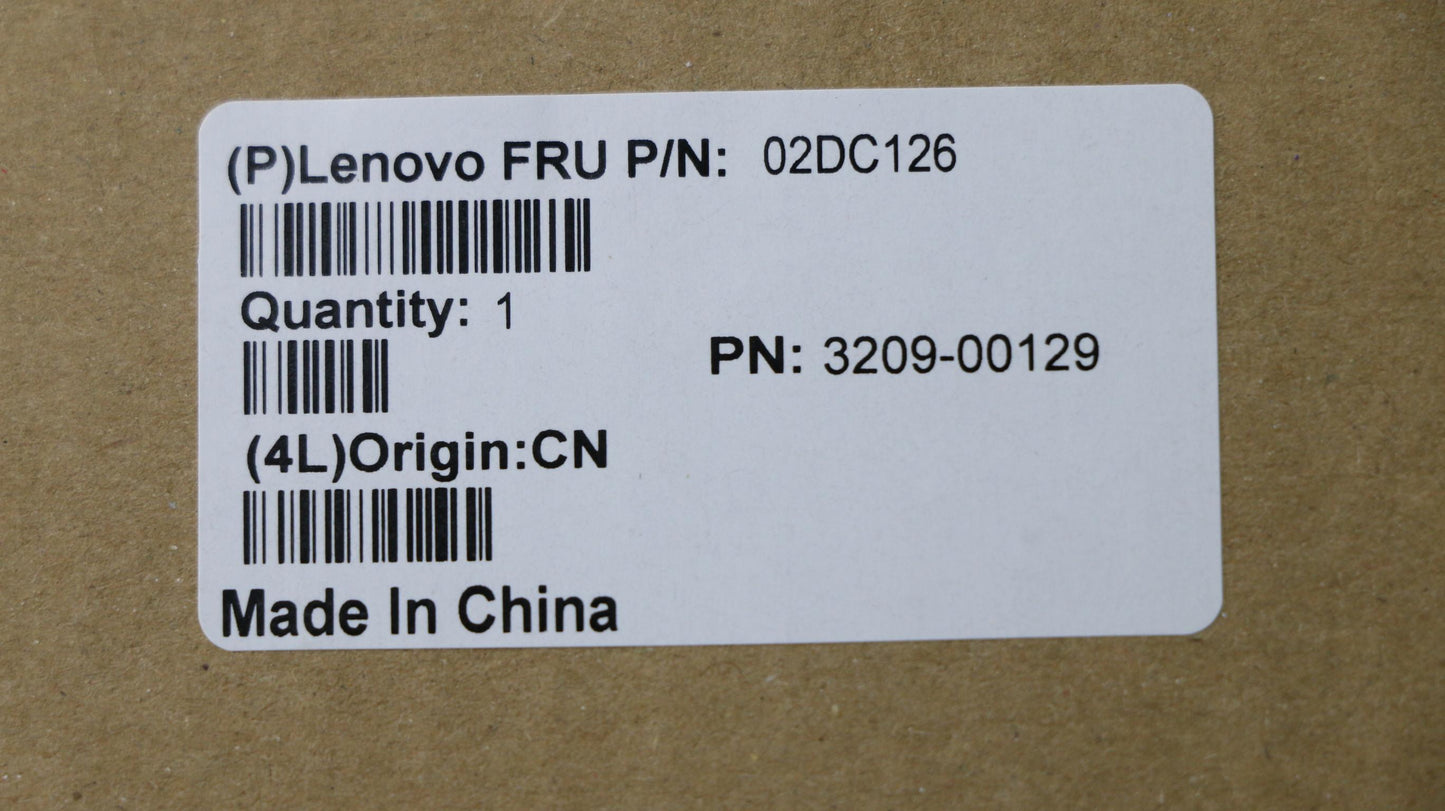 (P)Lenovo FRU P/N: 02DC126
Quantity: 1
PN: 3209-00129
(4L)Origin:CN
Made In China